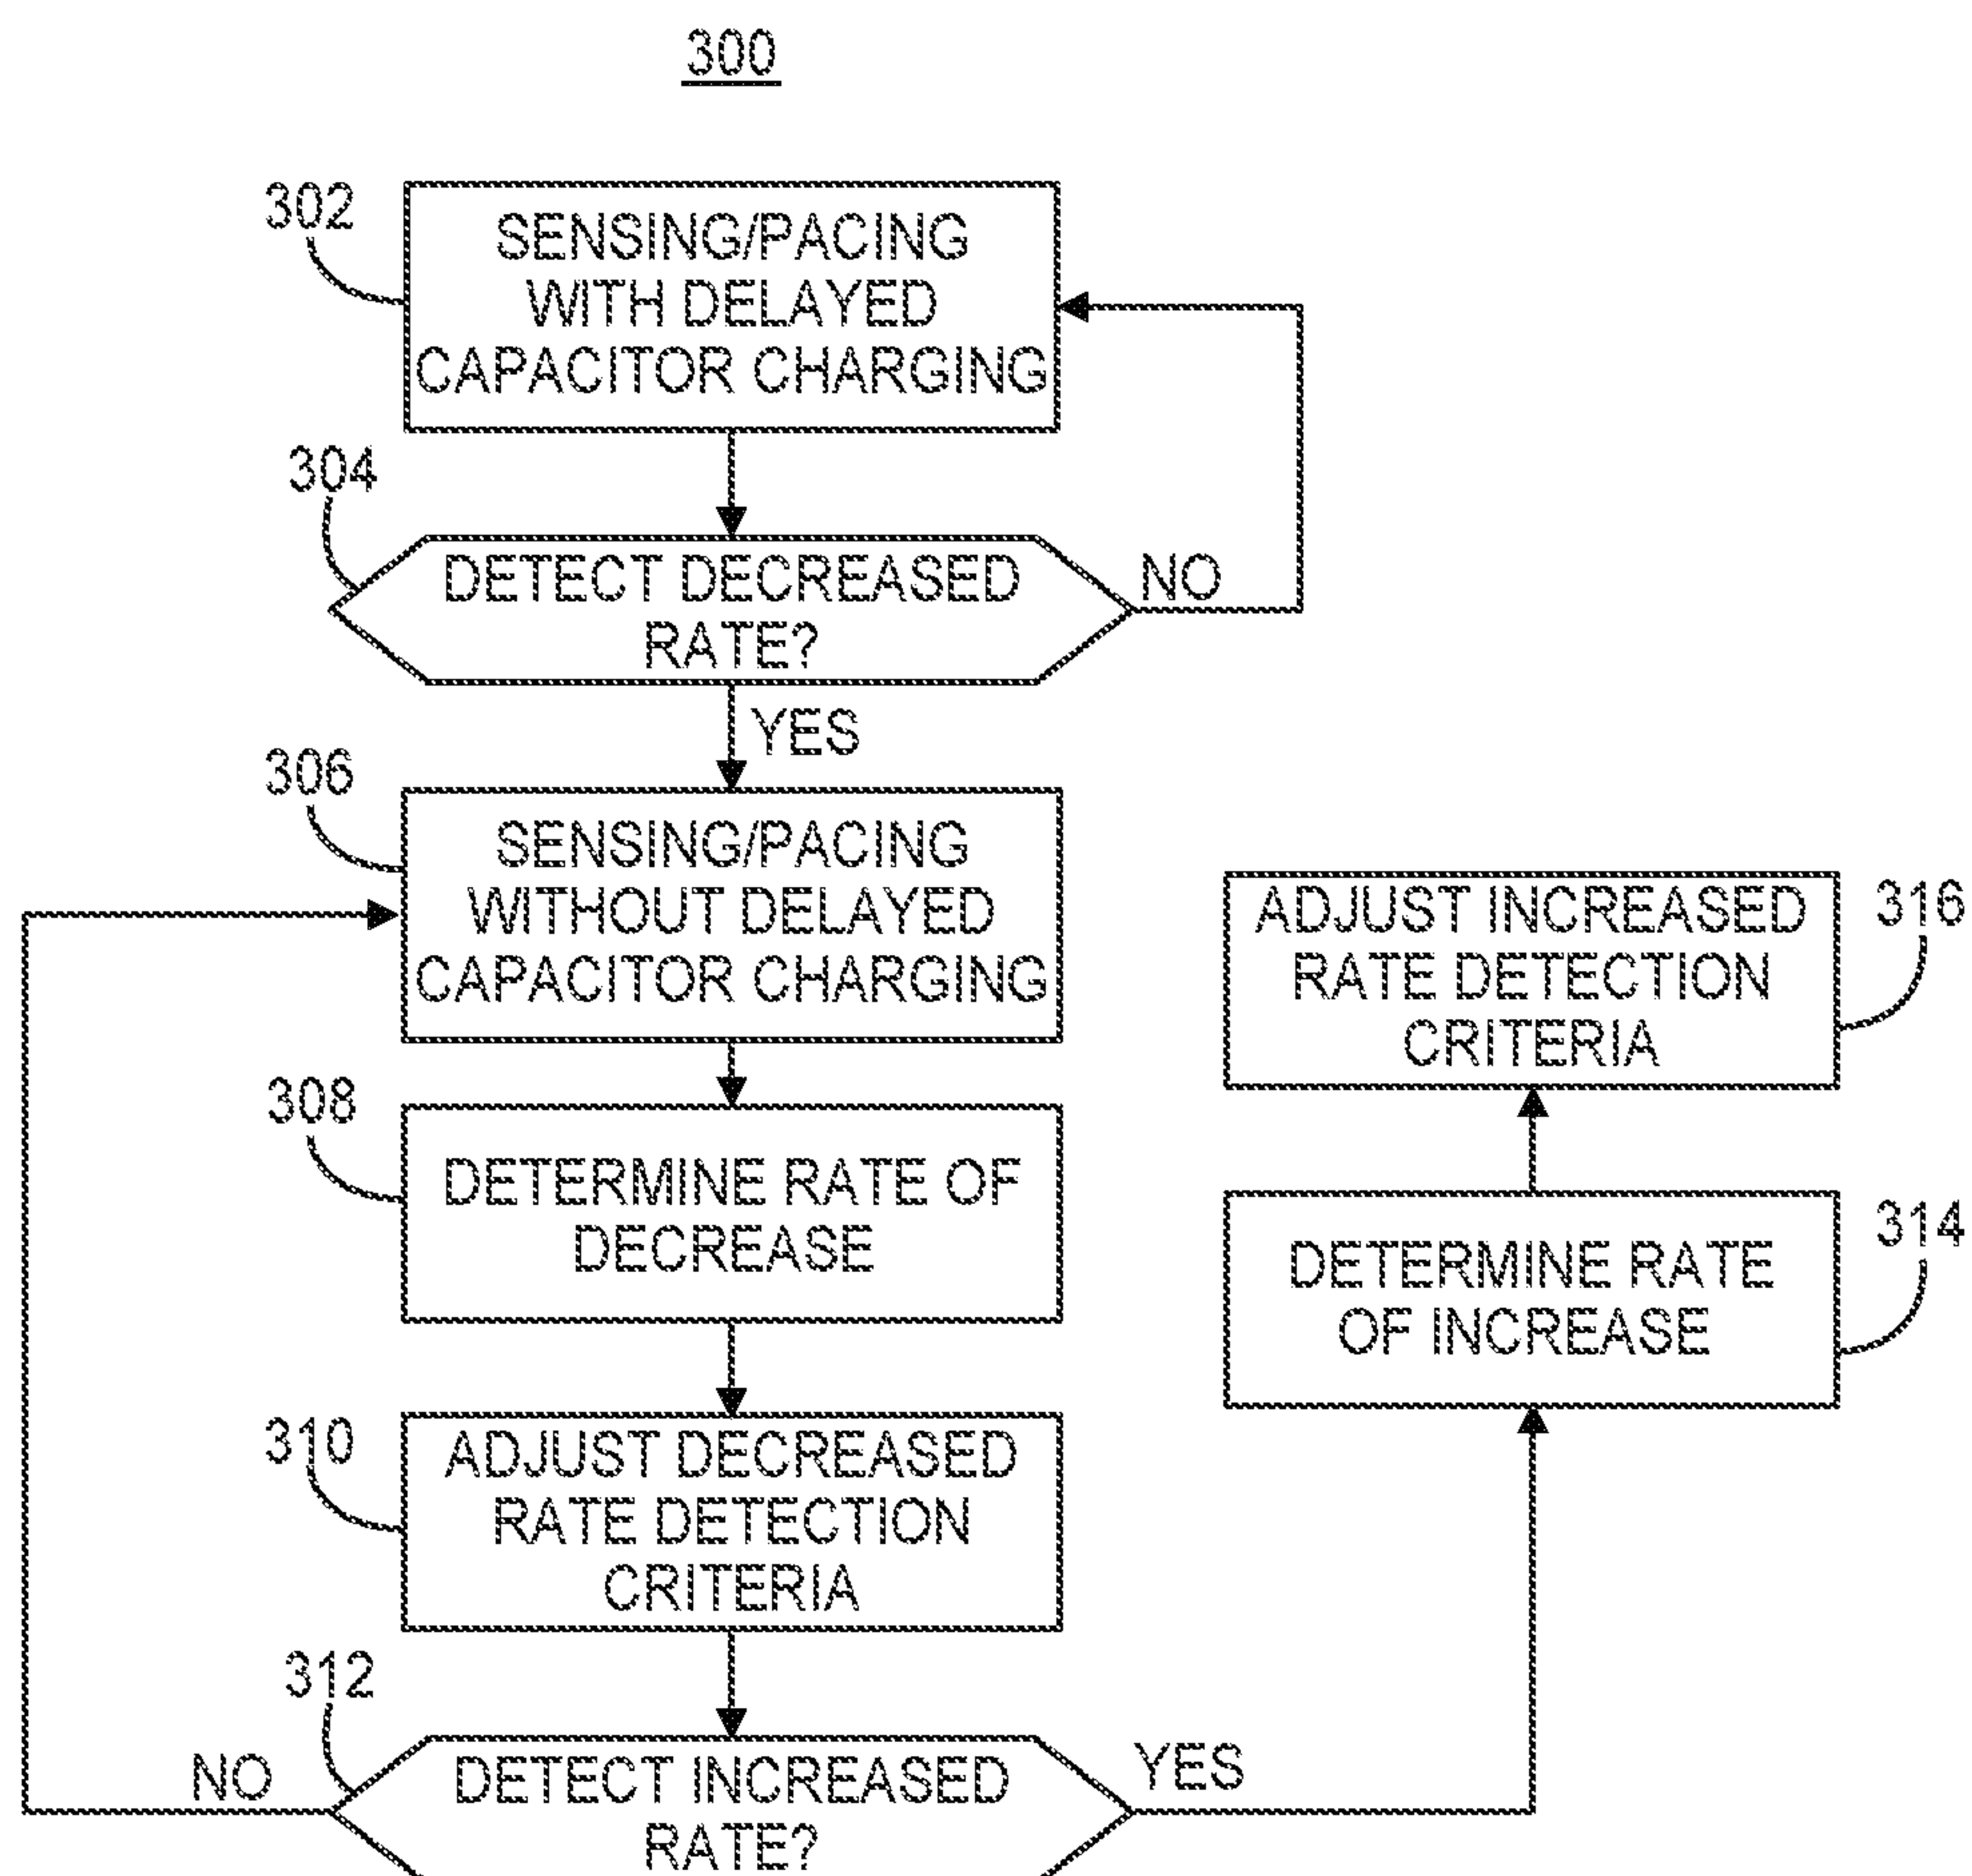 300
302
SENSING/PACING
WITH DELAYED
CAPACITOR CHARGING
304
DETECT DECREASED
RATE?
NO
YES
306
SENSING/PACING
WITHOUT DELAYED
CAPACITOR CHARGING
308
DETERMINE RATE OF
DECREASE
310
ADJUST DECREASED
RATE DETECTION
CRITERIA
312
DETECT INCREASED
RATE?
NO
YES
314
DETERMINE RATE
OF INCREASE
316
ADJUST INCREASED
RATE DETECTION
CRITERIA